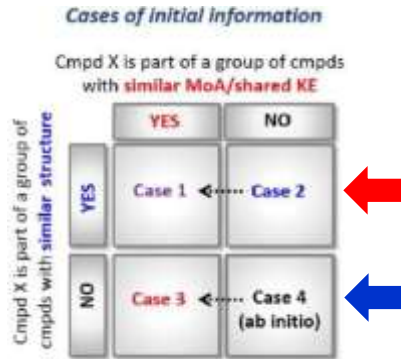 Cases of initial information
Cmpd X is part of a group of cmpds
with similar MoA/shared KE
YES NO
Cmpd X is part of a group of
cmpds with similar structure
YES
Case 1 Case 2
NO
Case 3 Case 4
(ab initio)